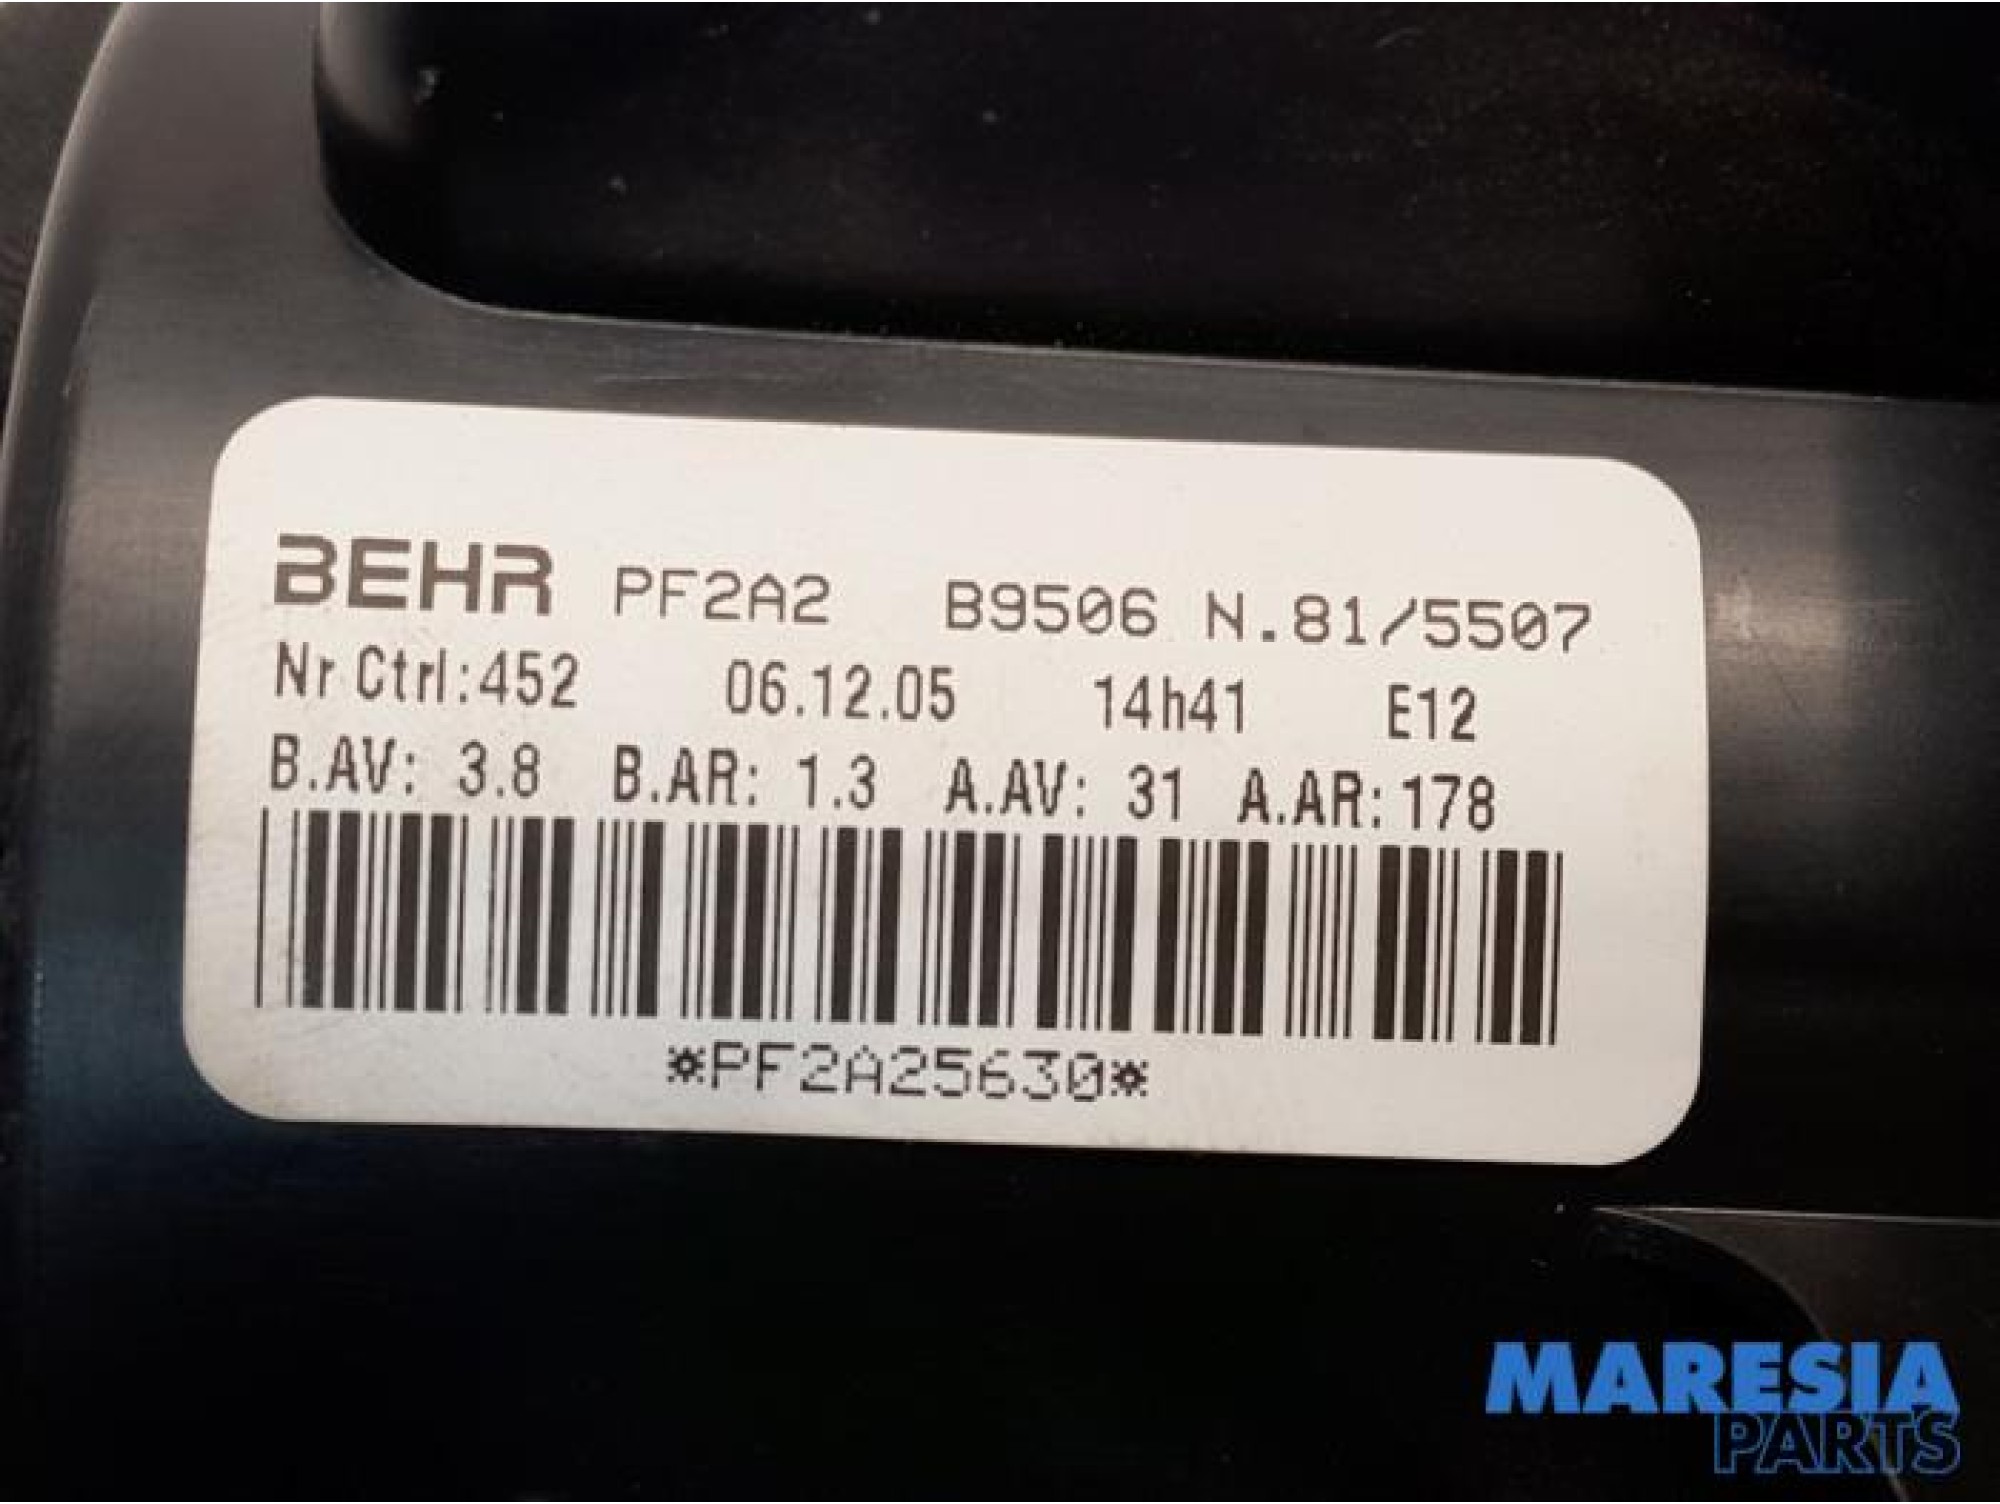 BEHR PF2A2 B9506 N.81/5507
Nr Ctrl:452 06.12.05 14h41 E12
B.AV: 3.8 B.AR: 1.3 A.AV: 31 A.AR:178
*PF2A25630*
MARESIA
PARTS